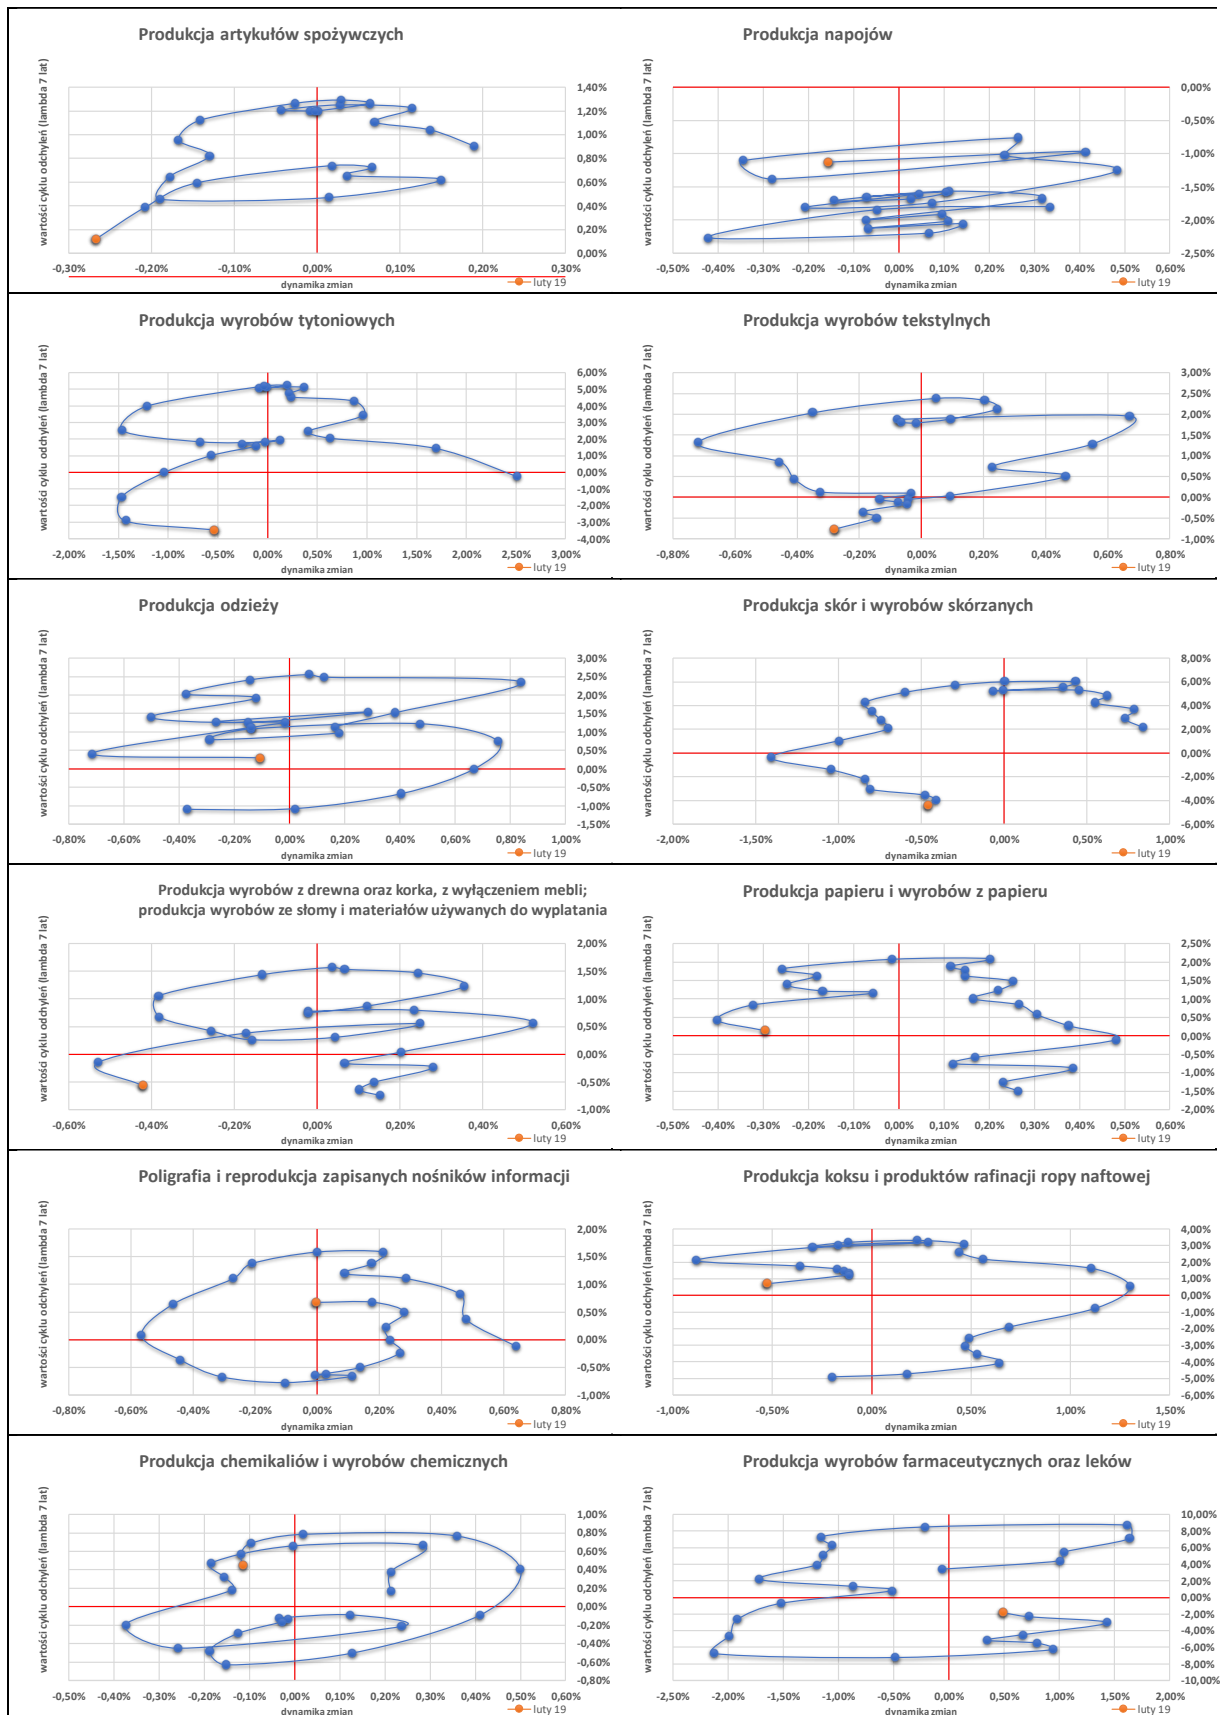 Produkcja artykułów spożywczych
wartości cyklu odchyleń (lambda 7 lat)
1,40%
1,20%
1,00%
0,80%
0,60%
0,40%
0,20%
0,00%
-0,30% -0,20% -0,10% 0,00% 0,10% 0,20% 0,30%
dynamika zmian
luty 19
Produkcja napojów
wartości cyklu odchyleń (lambda 7 lat)
0,00%
-0,50%
-1,00%
-1,50%
-2,00%
-2,50%
-0,50% -0,40% -0,30% -0,20% -0,10% 0,00% 0,10% 0,20% 0,30% 0,40% 0,50% 0,60%
dynamika zmian
luty 19
Produkcja wyrobów tytoniowych
wartości cyklu odchyleń (lambda 7 lat)
6,00%
5,00%
4,00%
3,00%
2,00%
1,00%
0,00%
-1,00%
-2,00%
-3,00%
-4,00%
-2,00% -1,50% -1,00% -0,50% 0,00% 0,50% 1,00% 1,50% 2,00% 2,50% 3,00%
dynamika zmian
luty 19
Produkcja wyrobów tekstylnych
wartości cyklu odchyleń (lambda 7 lat)
3,00%
2,50%
2,00%
1,50%
1,00%
0,50%
0,00%
-0,50%
-1,00%
-0,80% -0,60% -0,40% -0,20% 0,00% 0,20% 0,40% 0,60% 0,80%
dynamika zmian
luty 19
Produkcja odzieży
wartości cyklu odchyleń (lambda 7 lat)
3,00%
2,50%
2,00%
1,50%
1,00%
0,50%
0,00%
-0,50%
-1,00%
-1,50%
-0,80% -0,60% -0,40% -0,20% 0,00% 0,20% 0,40% 0,60% 0,80% 1,00%
dynamika zmian
luty 19
Produkcja skór i wyrobów skórzanych
wartości cyklu odchyleń (lambda 7 lat)
8,00%
6,00%
4,00%
2,00%
0,00%
-2,00%
-4,00%
-6,00%
-2,00% -1,50% -1,00% -0,50% 0,00% 0,50% 1,00%
dynamika zmian
luty 19
Produkcja wyrobów z drewna oraz korka, z wyłączeniem mebli;
produkcja wyrobów ze słomy i materiałów używanych do wyplatania
wartości cyklu odchyleń (lambda 7 lat)
2,00%
1,50%
1,00%
0,50%
0,00%
-0,50%
-1,00%
-0,60% -0,40% -0,20% 0,00% 0,20% 0,40% 0,60%
dynamika zmian
luty 19
Produkcja papieru i wyrobów z papieru
wartości cyklu odchyleń (lambda 7 lat)
2,50%
2,00%
1,50%
1,00%
0,50%
0,00%
-0,50%
-1,00%
-1,50%
-2,00%
-0,50% -0,40% -0,30% -0,20% -0,10% 0,00% 0,10% 0,20% 0,30% 0,40% 0,50% 0,60%
dynamika zmian
luty 19
Poligrafia i reprodukcja zapisanych nośników informacji
wartości cyklu odchyleń (lambda 7 lat)
2,00%
1,50%
1,00%
0,50%
0,00%
-0,50%
-1,00%
-0,80% -0,60% -0,40% -0,20% 0,00% 0,20% 0,40% 0,60% 0,80%
dynamika zmian
luty 19
Produkcja koksu i produktów rafinacji ropy naftowej
wartości cyklu odchyleń (lambda 7 lat)
4,00%
3,00%
2,00%
1,00%
0,00%
-1,00%
-2,00%
-3,00%
-4,00%
-5,00%
-6,00%
-1,00% -0,50% 0,00% 0,50% 1,00% 1,50%
dynamika zmian
luty 19
Produkcja chemikaliów i wyrobów chemicznych
wartości cyklu odchyleń (lambda 7 lat)
1,00%
0,80%
0,60%
0,40%
0,20%
0,00%
-0,20%
-0,40%
-0,60%
-0,80%
-0,50% -0,40% -0,30% -0,20% -0,10% 0,00% 0,10% 0,20% 0,30% 0,40% 0,50% 0,60%
dynamika zmian
luty 19
Produkcja wyrobów farmaceutycznych oraz leków
wartości cyklu odchyleń (lambda 7 lat)
10,00%
8,00%
6,00%
4,00%
2,00%
0,00%
-2,00%
-4,00%
-6,00%
-8,00%
-10,00%
-2,50% -2,00% -1,50% -1,00% -0,50% 0,00% 0,50% 1,00% 1,50% 2,00%
dynamika zmian
luty 19